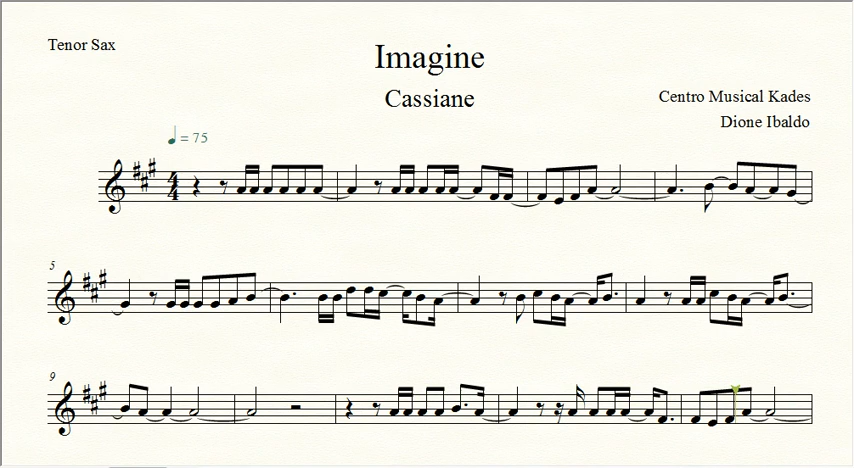 Tenor Sax
Imagine
Cassiane
Centro Musical Kades
Dione Ibaldo
= 75
4
4
5
9